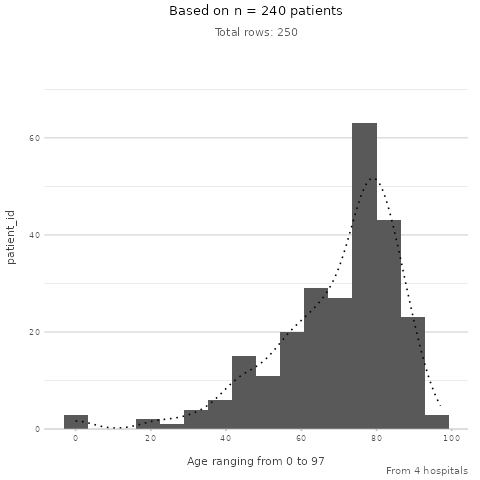 Based on n = 240 patients
Total rows: 250
60
40
20
0
patient_id
0 20 40 60 80 100
Age ranging from 0 to 97
From 4 hospitals